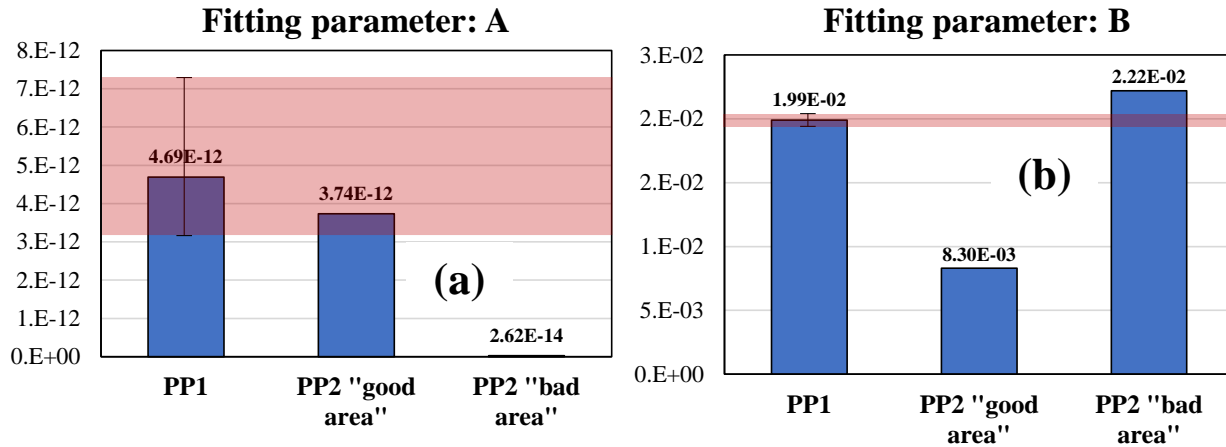 Fitting parameter: A
8.E-12
7.E-12
6.E-12
5.E-12
4.E-12
3.E-12
2.E-12
1.E-12
0.E+00
4.69E-12
3.74E-12
2.62E-14
(a)
PP1
PP2 "good
area"
PP2 "bad
area"
Fitting parameter: B
3.E-02
2.E-02
2.E-02
1.E-02
5.E-03
0.E+00
1.99E-02
8.30E-03
2.22E-02
(b)
PP1
PP2 "good
area"
PP2 "bad
area"